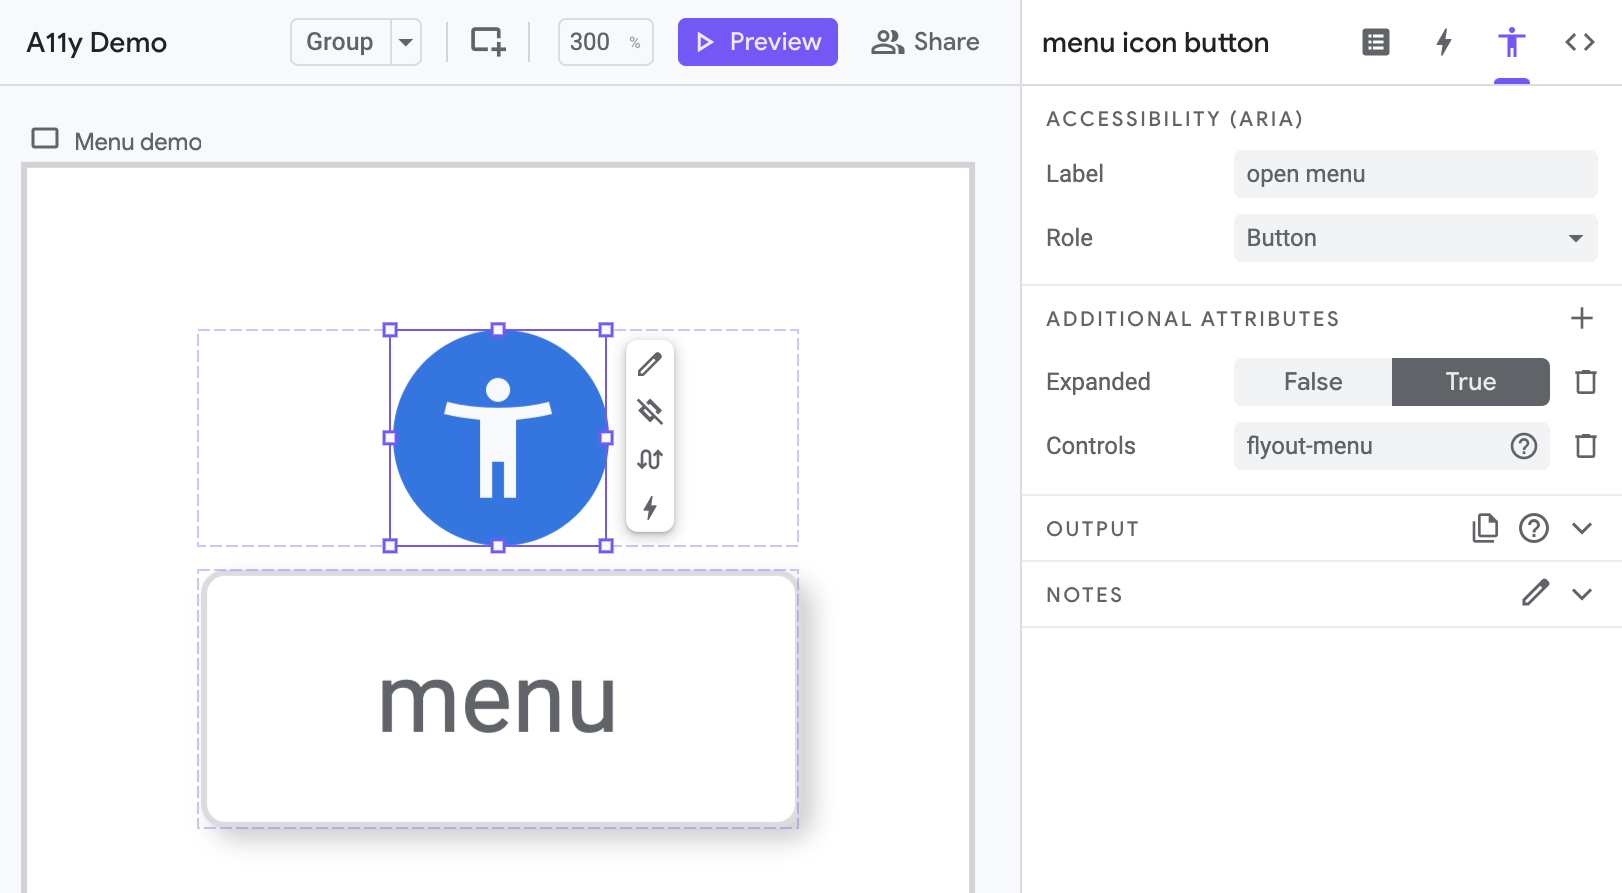 A11y Demo
Group
300 %
Preview
Share
Menu demo
menu
menu icon button
ACCESSIBILITY (ARIA)
Label open menu
Role Button
ADDITIONAL ATTRIBUTES
Expanded False True
Controls flyout-menu
OUTPUT
NOTES